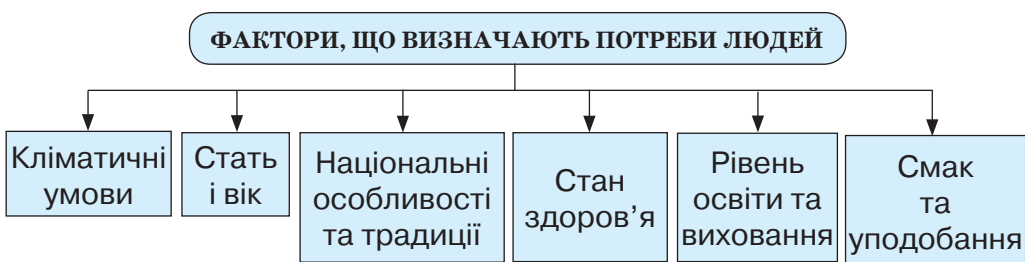 ФАКТОРИ, ЩО ВИЗНАЧАЮТЬ ПОТРЕБИ ЛЮДЕЙ
Кліматичні
умови
Стать
і вік
Національні
особливості
та традиції
Стан
здоров’я
Рівень
освіти та
виховання
Смак
та
уподобання